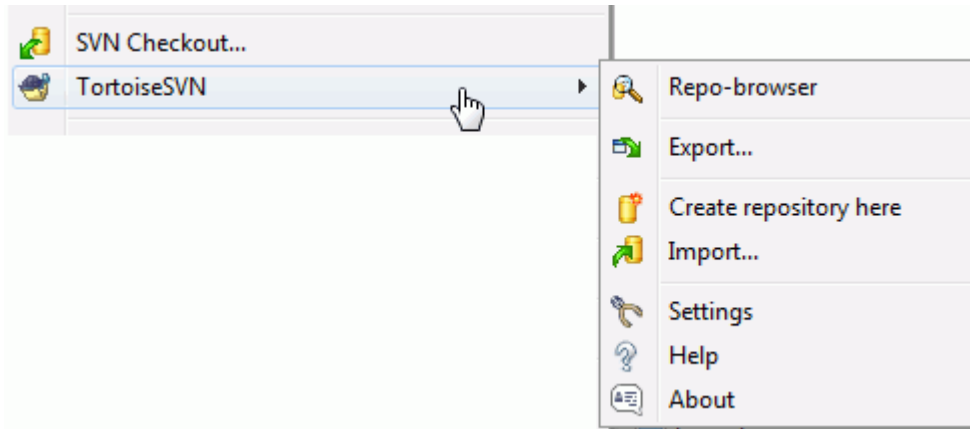 SVN Checkout...
TortoiseSVN
Repo-browser
Export...
Create repository here
Import...
Settings
Help
About